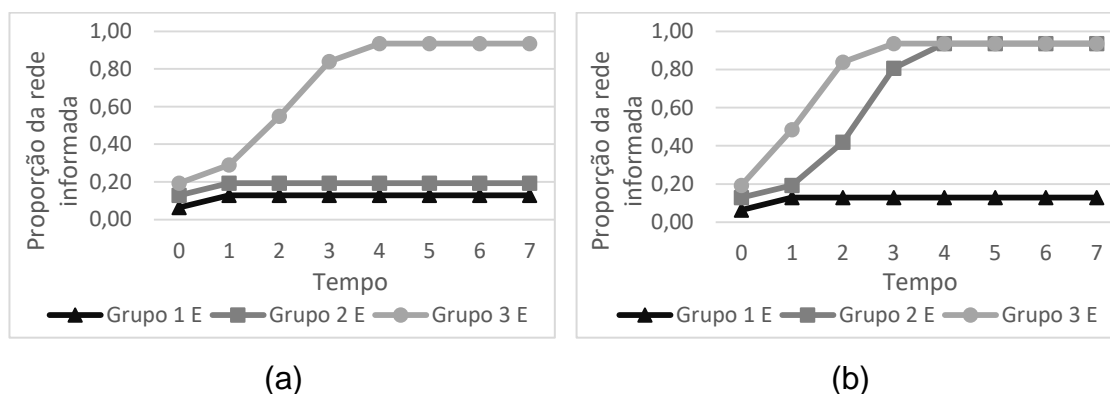 Proporção da rede
informada
1,00
0,80
0,60
0,40
0,20
0,00
0 1 2 3 4 5 6 7
Tempo
Grupo 1 E Grupo 2 E Grupo 3 E
(a)
Proporção da rede
informada
1,00
0,80
0,60
0,40
0,20
0,00
0 1 2 3 4 5 6 7
Tempo
Grupo 1 E Grupo 2 E Grupo 3 E
(b)